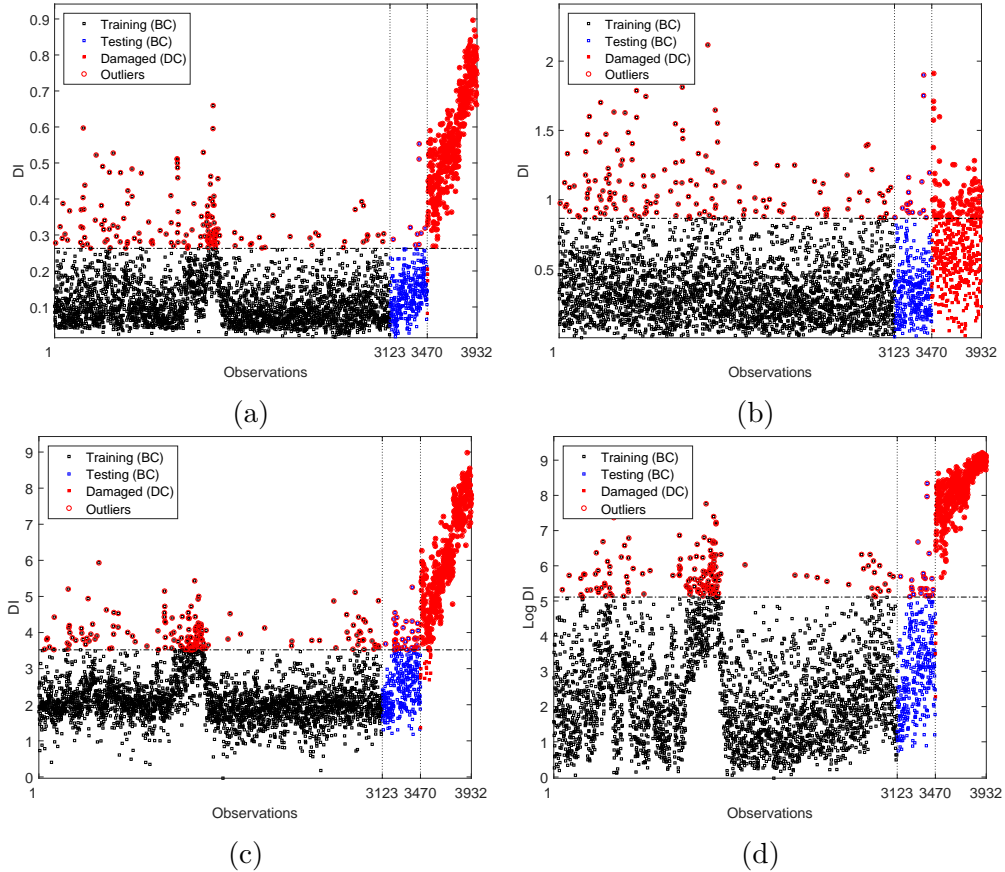 Training (BC)
Testing (BC)
Damaged (DC)
Outliers
0.9
0.8
0.7
0.6
0.5
0.4
0.3
0.2
0.1
DI
1
3123 3470
3932
Observations
(a)
Training (BC)
Testing (BC)
Damaged (DC)
Outliers
2
1.5
1
0.5
DI
1
3123 3470
3932
Observations
(b)
Training (BC)
Testing (BC)
Damaged (DC)
Outliers
9
8
7
6
5
4
3
2
1
0
DI
1
3123 3470
3932
Observations
(c)
Training (BC)
Testing (BC)
Damaged (DC)
Outliers
9
8
7
6
5
4
3
2
1
0
Log DI
1
3123 3470
3932
Observations
(d)